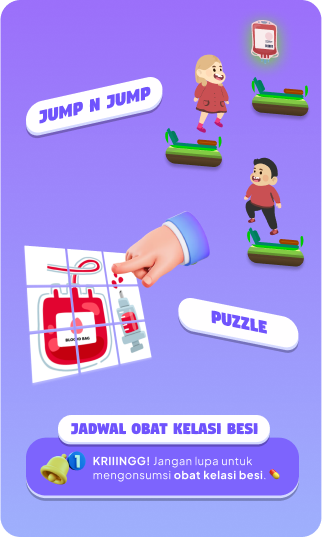 JUMP N JUMP
BLOOD BAG
PUZZLE
JADWAL OBAT KELASI BESI
1
KRIIINGG! Jangan lupa untuk
mengonsumsi obat kelasi besi.